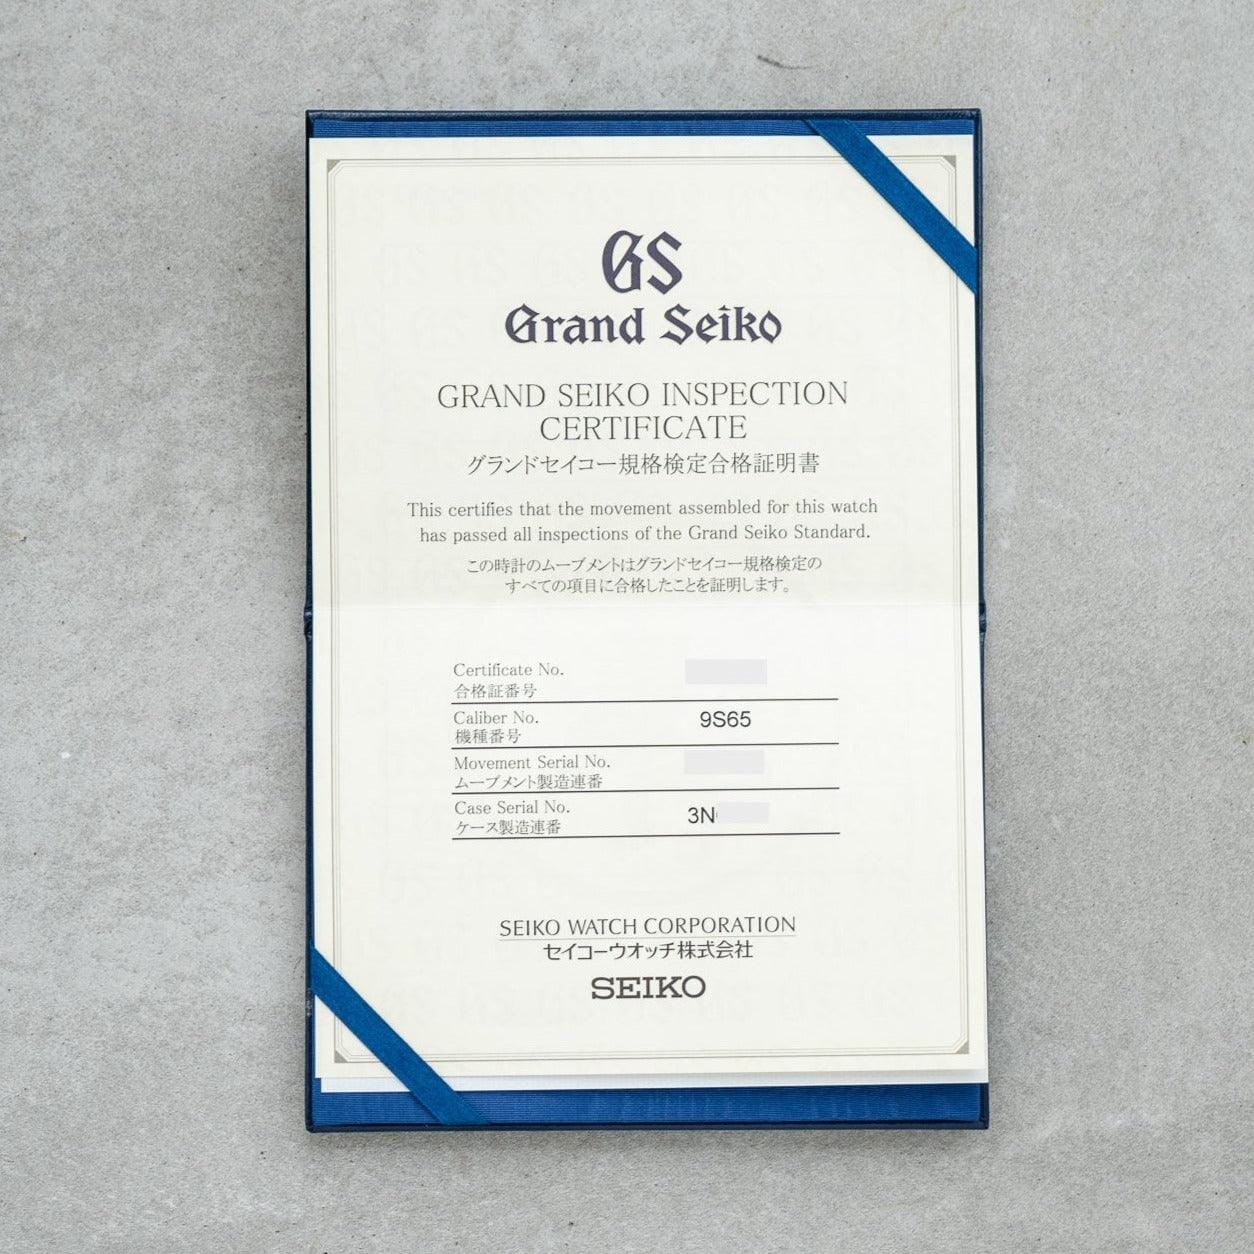 GS
Grand Seiko
GRAND SEIKO INSPECTION
CERTIFICATE
グランドセイコー規格検定合格証明書
This certifies that the movement assembled for this watch
has passed all inspections of the Grand Seiko Standard.
この時計のムーブメントはグランドセイコー規格検定の
すべての項目に合格したことを証明します。
Certificate No.
合格証番号
Caliber No. 9S65
機種番号
Movement Serial No.
ムーブメント製造連番
Case Serial No. 3N
ケース製造連番
SEIKO WATCH CORPORATION
セイコーウオッチ株式会社
SEIKO